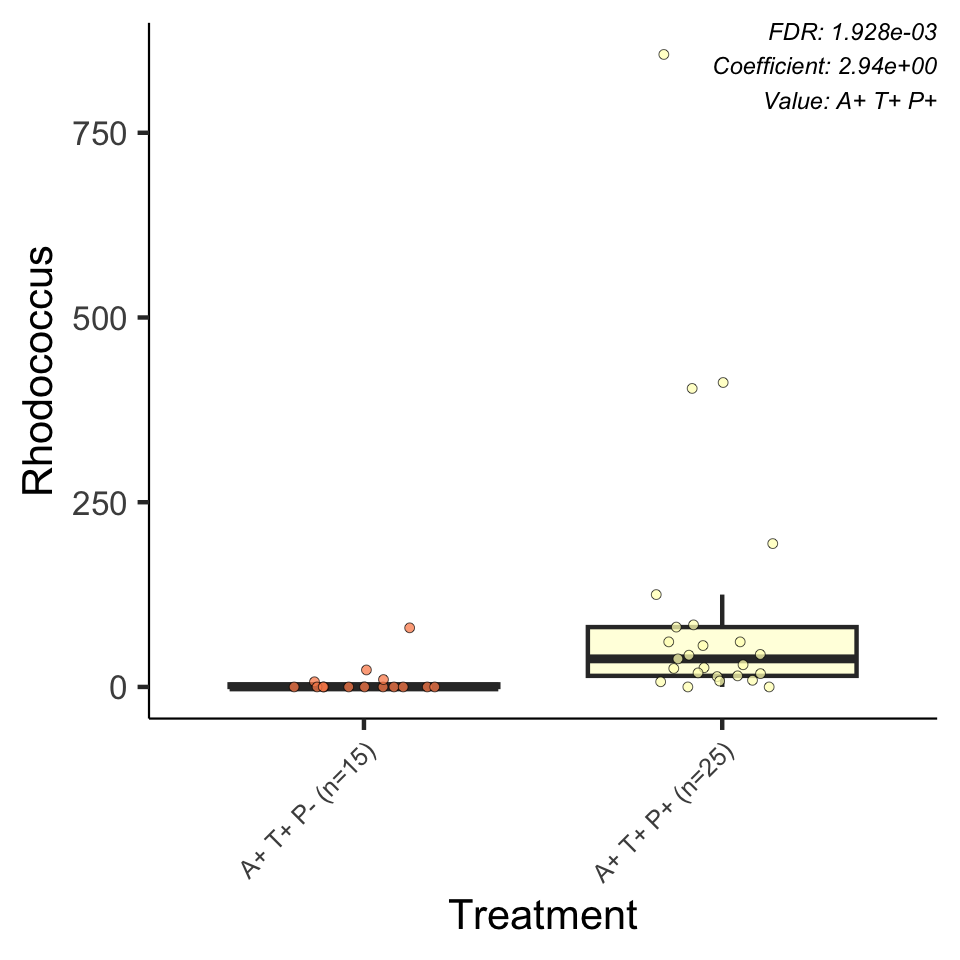 FDR: 1.928e-03
Coefficient: 2.94e+00
Value: A+ T+ P+
750
500
250
0
Rhodococcus
A+ T+ P- (n=15)
A+ T+ P+ (n=25)
Treatment